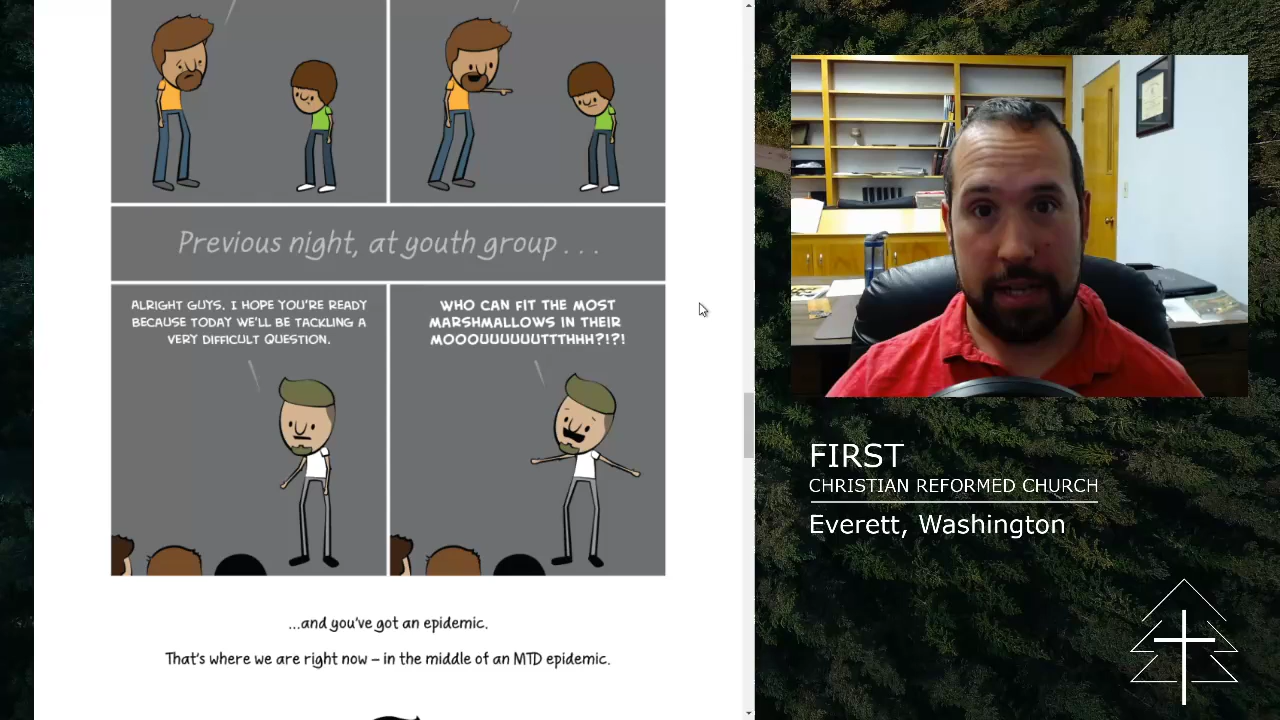 Previous night, at youth group . . .
ALRIGHT GUYS, I HOPE YOU'RE READY
BECAUSE TODAY WE'LL BE TACKLING A
VERY DIFFICULT QUESTION.
WHO CAN FIT THE MOST
MARSHMALLOWS IN THEIR
MOOOUUUUUUTTTHHH?!?!
...and you've got an epidemic.
That's where we are right now – in the middle of an MTD epidemic.
FIRST
CHRISTIAN REFORMED CHURCH
Everett, Washington